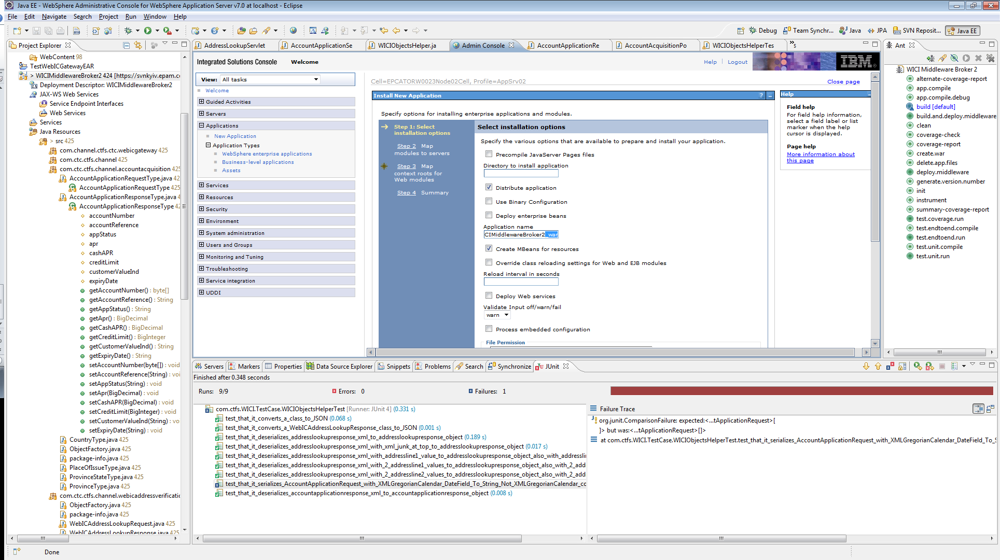 Java EE - WebSphere Administrative Console for WebSphere Application Server v7.0 at localhost - Eclipse
File Edit Navigate Search Project Run Window Help
Debug Team Synchr... Java JPA SVN Reposit... Java EE
Project Explorer
WebContent 98
TestWebICGatewayEAR
> WICIMiddlewareBroker2 424 [https://svnkyiv.epam.c
Deployment Descriptor: WICIMiddlewareBroker2
JAX-WS Web Services
Service Endpoint Interfaces
Web Services
Services
Java Resources
> src 425
com.channel.ctfs.ctc.webicgateway 425
com.ctc.ctfs.channel 425
com.ctc.ctfs.channel.accountacquisition 425
AccountApplicationRequestType.java 42
AccountApplicationRequestType 425
AccountApplicationResponseType.java 4
AccountApplicationResponseType 42
accountNumber
accountReference
appStatus
apr
cashAPR
creditLimit
customerValueInd
expiryDate
getAccountNumber() : byte[]
getAccountReference() : String
getAppStatus() : String
getApr() : BigDecimal
getCashAPR() : BigDecimal
getCreditLimit() : BigInteger
getCustomerValueInd() : String
getExpiryDate() : String
setAccountNumber(byte[]) : void
setAccountReference(String) : voi
setAppStatus(String) : void
setApr(BigDecimal) : void
setCashAPR(BigDecimal) : void
setCreditLimit(BigInteger) : void
setCustomerValueInd(String) : vo
setExpiryDate(String) : void
CountryType.java 425
ObjectFactory.java 425
package-info.java 425
PlaceOfIssueType.java 425
ProvinceStateType.java 425
ProvinceType.java 425
com.ctc.ctfs.channel.webicaddressverificatio
ObjectFactory.java 425
package-info.java 425
WebICAddressLookupRequest.java 425
WebICAddressLookupResponse.java 425
AddressLookupServlet AccountApplicationSe WICIObjectsHelper.ja Admin Console AccountApplicationRe AccountAcquisitionPo WICIObjectsHelperTes »5
Integrated Solutions Console Welcome Help | Logout IBM
View: All tasks
Welcome
Guided Activities
Servers
Applications
New Application
Application Types
WebSphere enterprise applications
Business-level applications
Assets
Services
Resources
Security
Environment
System administration
Users and Groups
Monitoring and Tuning
Troubleshooting
Service integration
UDDI
Cell=EPCATORW0023Node02Cell, Profile=AppSrv02 Close page
Install New Application ?
Specify options for installing enterprise applications and modules.
Step 1: Select
installation options
Step 2 Map
modules to servers
Step 3 Map
context roots for
Web modules
Step 4 Summary
Select installation options
Specify the various options that are available to prepare and install your application.
Precompile JavaServer Pages files
Directory to install application
Distribute application
Use Binary Configuration
Deploy enterprise beans
Application name
CIMiddlewareBroker2_war
Create MBeans for resources
Override class reloading settings for Web and EJB modules
Reload interval in seconds
Deploy Web services
Validate Input off/warn/fail
warn
Process embedded configuration
File Permission
Help
Field help
For field help information,
select a field label or list
marker when the help
cursor is displayed.
Page help
More information about
this page
Ant
WICI Middleware Broker 2
alternate-coverage-report
app.compile
app.compile.debug
build [default]
build.and.deploy.middleware
clean
coverage-check
coverage-report
create.war
delete.app.files
deploy.middleware
generate.version.number
init
instrument
summary-coverage-report
test.coverage.run
test.endtoend.compile
test.endtoend.run
test.unit.compile
test.unit.run
Servers Markers Properties Data Source Explorer Snippets Problems Search Synchronize JUnit
Finished after 0.348 seconds
Runs: 9/9 Errors: 0 Failures: 1
com.ctfs.WICI.TestCase.WICIObjectsHelperTest [Runner: JUnit 4] (0.331 s)
test_that_it_converts_a_class_to_JSON (0.068 s)
test_that_it_converts_a_WebICAddressLookupResponse_class_to_JSON (0.001 s)
test_that_it_deserializes_addresslookupresponse_xml_to_addresslookupresponse_object (0.189 s)
test_that_it_deserializes_addresslookupresponse_xml_with_xml_junk_at_top_to_addresslookupresponse_object (0.017 s)
test_that_it_deserializes_addresslookupresponse_xml_with_addressline1_value_to_addresslookupresponse_object_also_with_addresslin
test_that_it_deserializes_addresslookupresponse_xml_with_2_addressline1_values_to_addresslookupresponse_object_also_with_2_add
test_that_it_deserializes_addresslookupresponse_xml_with_2_addressline2_values_to_addresslookupresponse_object_also_with_2_add
test_that_it_serializes_AccountApplicationRequest_with_XMLGregorianCalendar_DateField_To_String_Not_XMLGregorianCalendar_co
test_that_it_deserializes_accountapplicationresponse_xml_to_accountapplicationresponse_object (0.008 s)
Failure Trace
org.junit.ComparisonFailure: expected:<...tApplicationRequest>[
]> but was:<...tApplicationRequest>[]>
at com.ctfs.WICI.TestCase.WICIObjectsHelperTest.test_that_it_serializes_AccountApplicationRequest_with_XMLGregorianCalendar_DateField_To_S
Done